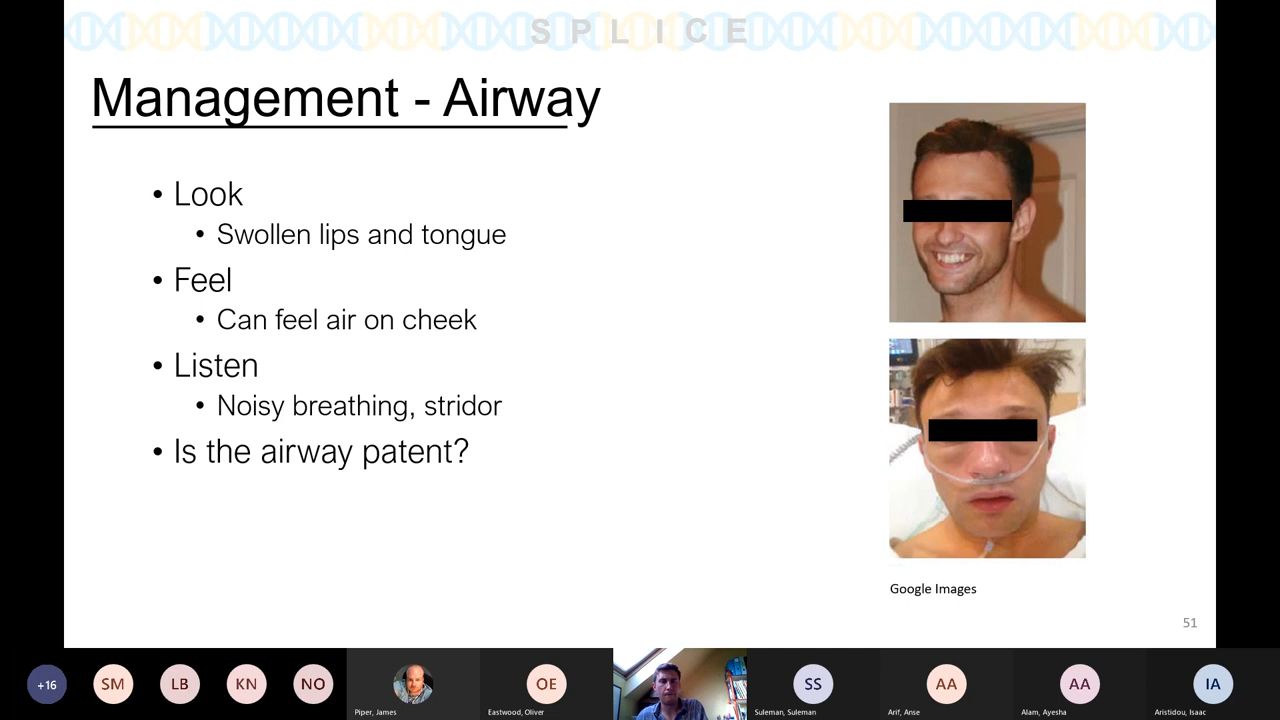 S P L I C E
Management - Airway
• Look
• Swollen lips and tongue
• Feel
• Can feel air on cheek
• Listen
• Noisy breathing, stridor
• Is the airway patent?
Google Images
51
+16
SM
LB
KN
NO
Piper, James
OE
Eastwood, Oliver
SS
Suleman, Suleman
AA
Arif, Anse
AA
Alam, Ayesha
IA
Aristidou, Isaac